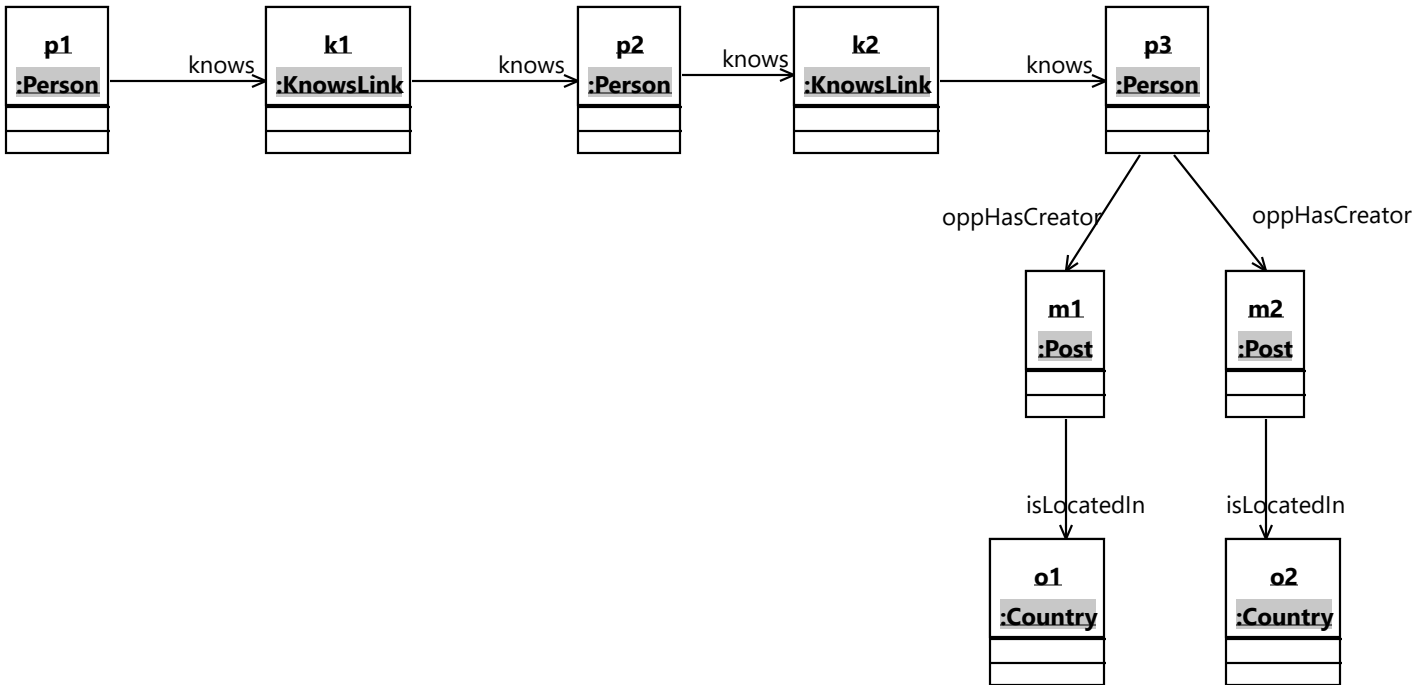 p1
:Person
knows
k1
:KnowsLink
knows
p2
:Person
knows
k2
:KnowsLink
knows
p3
:Person
oppHasCreator
oppHasCreator
m1
:Post
m2
:Post
isLocatedIn
isLocatedIn
o1
:Country
o2
:Country